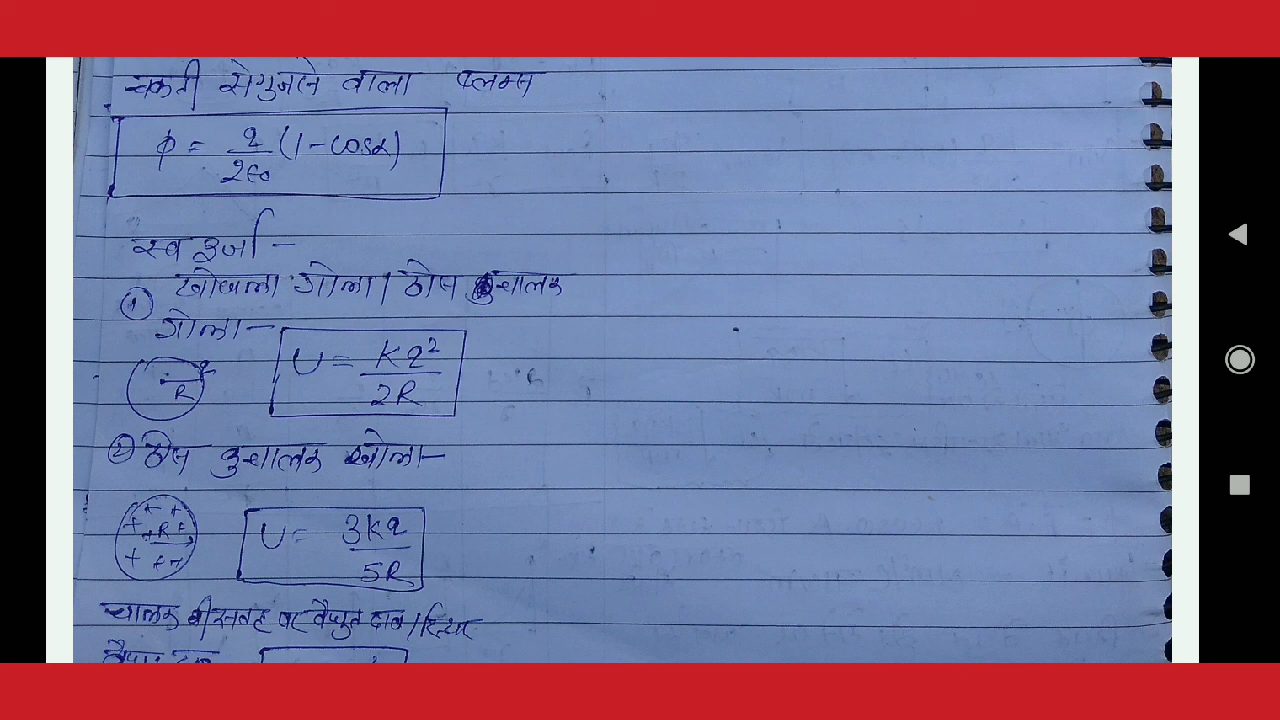 चकती से गुजरने वाला फ्लक्स
ϕ = q/2ε₀ (1-cosα)
स्व ऊर्जा -
① खोखला गोला / ठोस सुचालक
गोला -
q
R
U = Kq²/2R
② ठोस कुचालक गोला -
+ + + + R + + + +
U = 3kq/5R
चालक की सतह पर वैद्युत दाब / स्थिर